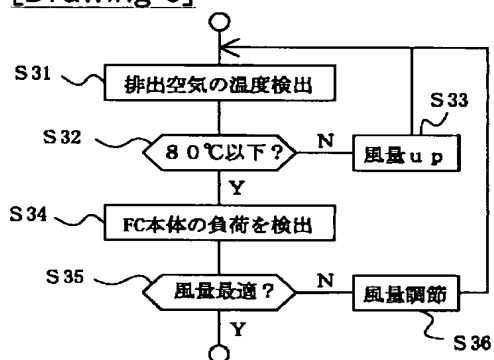 S31
排出空気の温度検出
S32
80℃以下?
N
S33
風量up
Y
S34
FC本体の負荷を検出
S35
風量最適?
N
風量調節
S36
Y